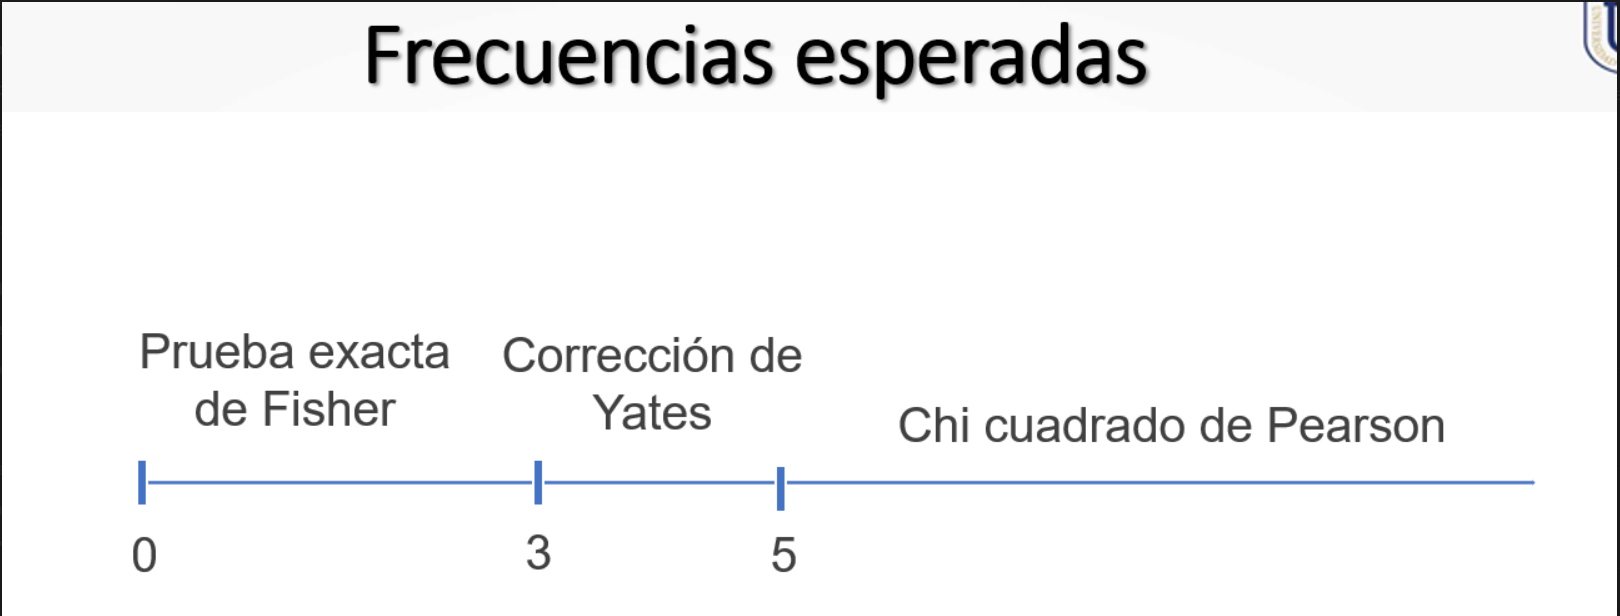 Frecuencias esperadas
Prueba exacta
de Fisher
Corrección de
Yates
Chi cuadrado de Pearson
0
3
5